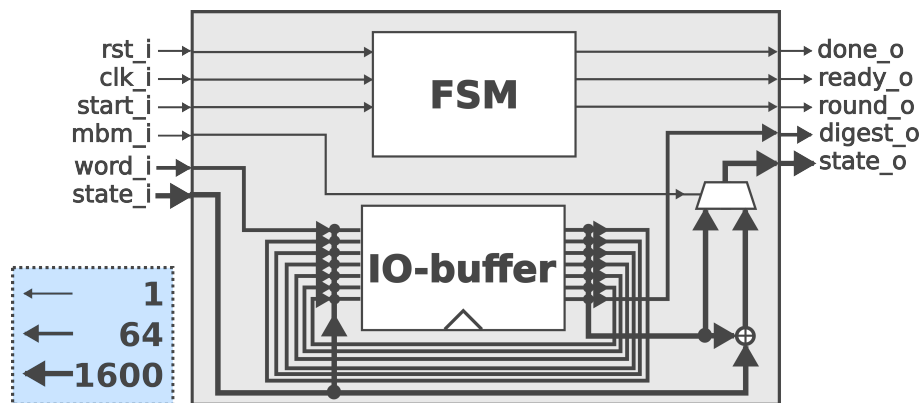 rst_i
done_o
clk_i
FSM
ready_o
start_i
round_o
mbm_i
digest_o
word_i
state_o
state_i
IO-buffer
1
64
1600